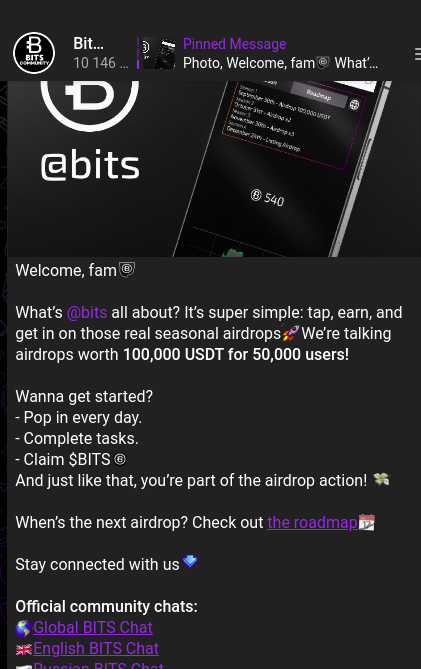 Bit...
10 146 ...
Pinned Message
Photo, Welcome, fam What'...
BITS
COMMUNITY
@bits
Roadmap
Season 1
September 30th - Airdrop 100,000 USDT
Season 2
October 31st - Airdrop x2
Season 3
November 30th - Airdrop x3
Season 4
December 24th - Listing Airdrop
540
Welcome, fam
What's @bits all about? It's super simple: tap, earn, and
get in on those real seasonal airdrops🚀We're talking
airdrops worth 100,000 USDT for 50,000 users!
Wanna get started?
- Pop in every day.
- Complete tasks.
- Claim $BITS
And just like that, you're part of the airdrop action! 💸
When's the next airdrop? Check out the roadmap📆
Stay connected with us💎
Official community chats:
🌎Global BITS Chat
🇬🇧English BITS Chat
Russian BITS Chat